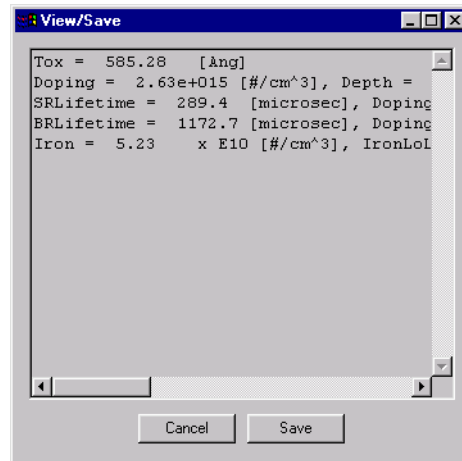 View/Save
Tox = 585.28 [Ang]
Doping = 2.63e+015 [#/cm^3], Depth =
SRLifetime = 289.4 [microsec], Doping
BRLifetime = 1172.7 [microsec], Doping
Iron = 5.23 x E10 [#/cm^3], IronLoL
Cancel Save